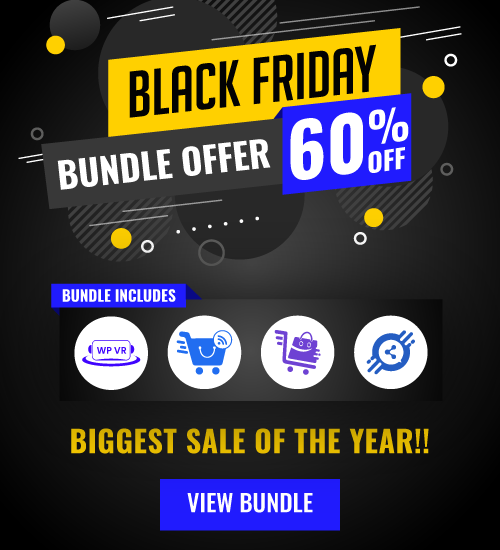 BLACK FRIDAY
BUNDLE OFFER
60%
OFF
BUNDLE INCLUDES
WP VR
BIGGEST SALE OF THE YEAR!!
VIEW BUNDLE